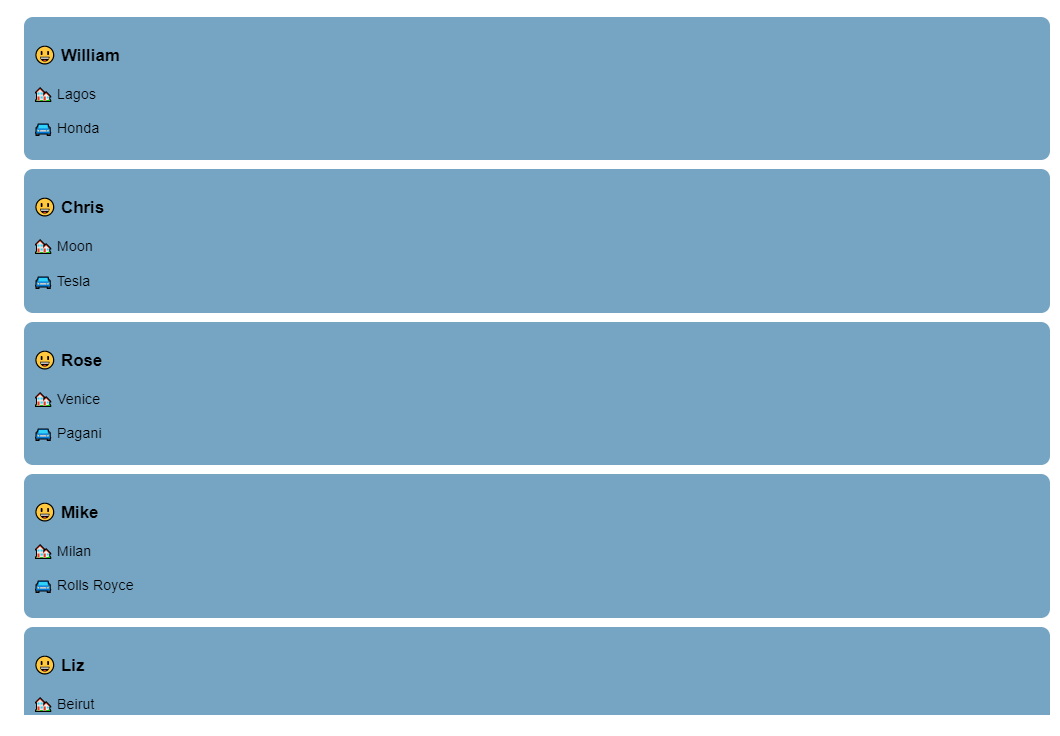 William
Lagos
Honda
Chris
Moon
Tesla
Rose
Venice
Pagani
Mike
Milan
Rolls Royce
Liz
Beirut